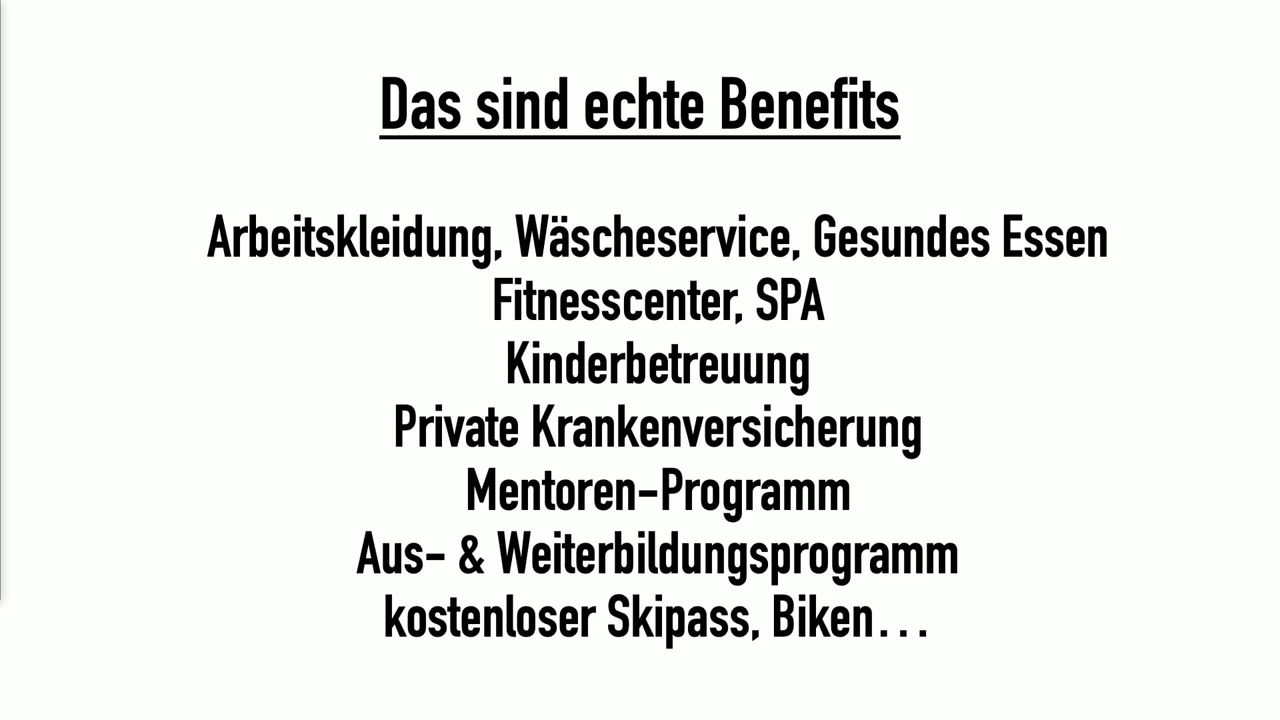 Das sind echte Benefits
Arbeitskleidung, Wäscheservice, Gesundes Essen
Fitnesscenter, SPA
Kinderbetreuung
Private Krankenversicherung
Mentoren-Programm
Aus- & Weiterbildungsprogramm
kostenloser Skipass, Biken...